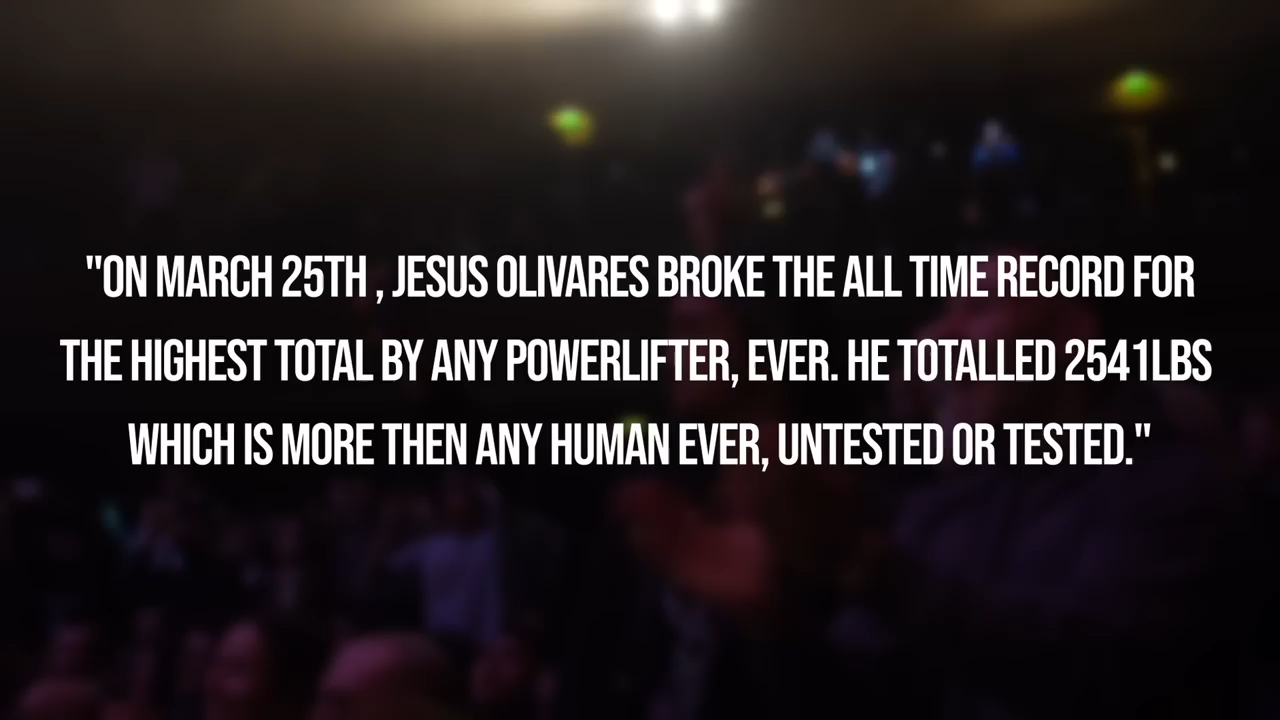 "ON MARCH 25TH , JESUS OLIVARES BROKE THE ALL TIME RECORD FOR
THE HIGHEST TOTAL BY ANY POWERLIFTER, EVER. HE TOTALLED 2541LBS
WHICH IS MORE THEN ANY HUMAN EVER, UNTESTED OR TESTED."